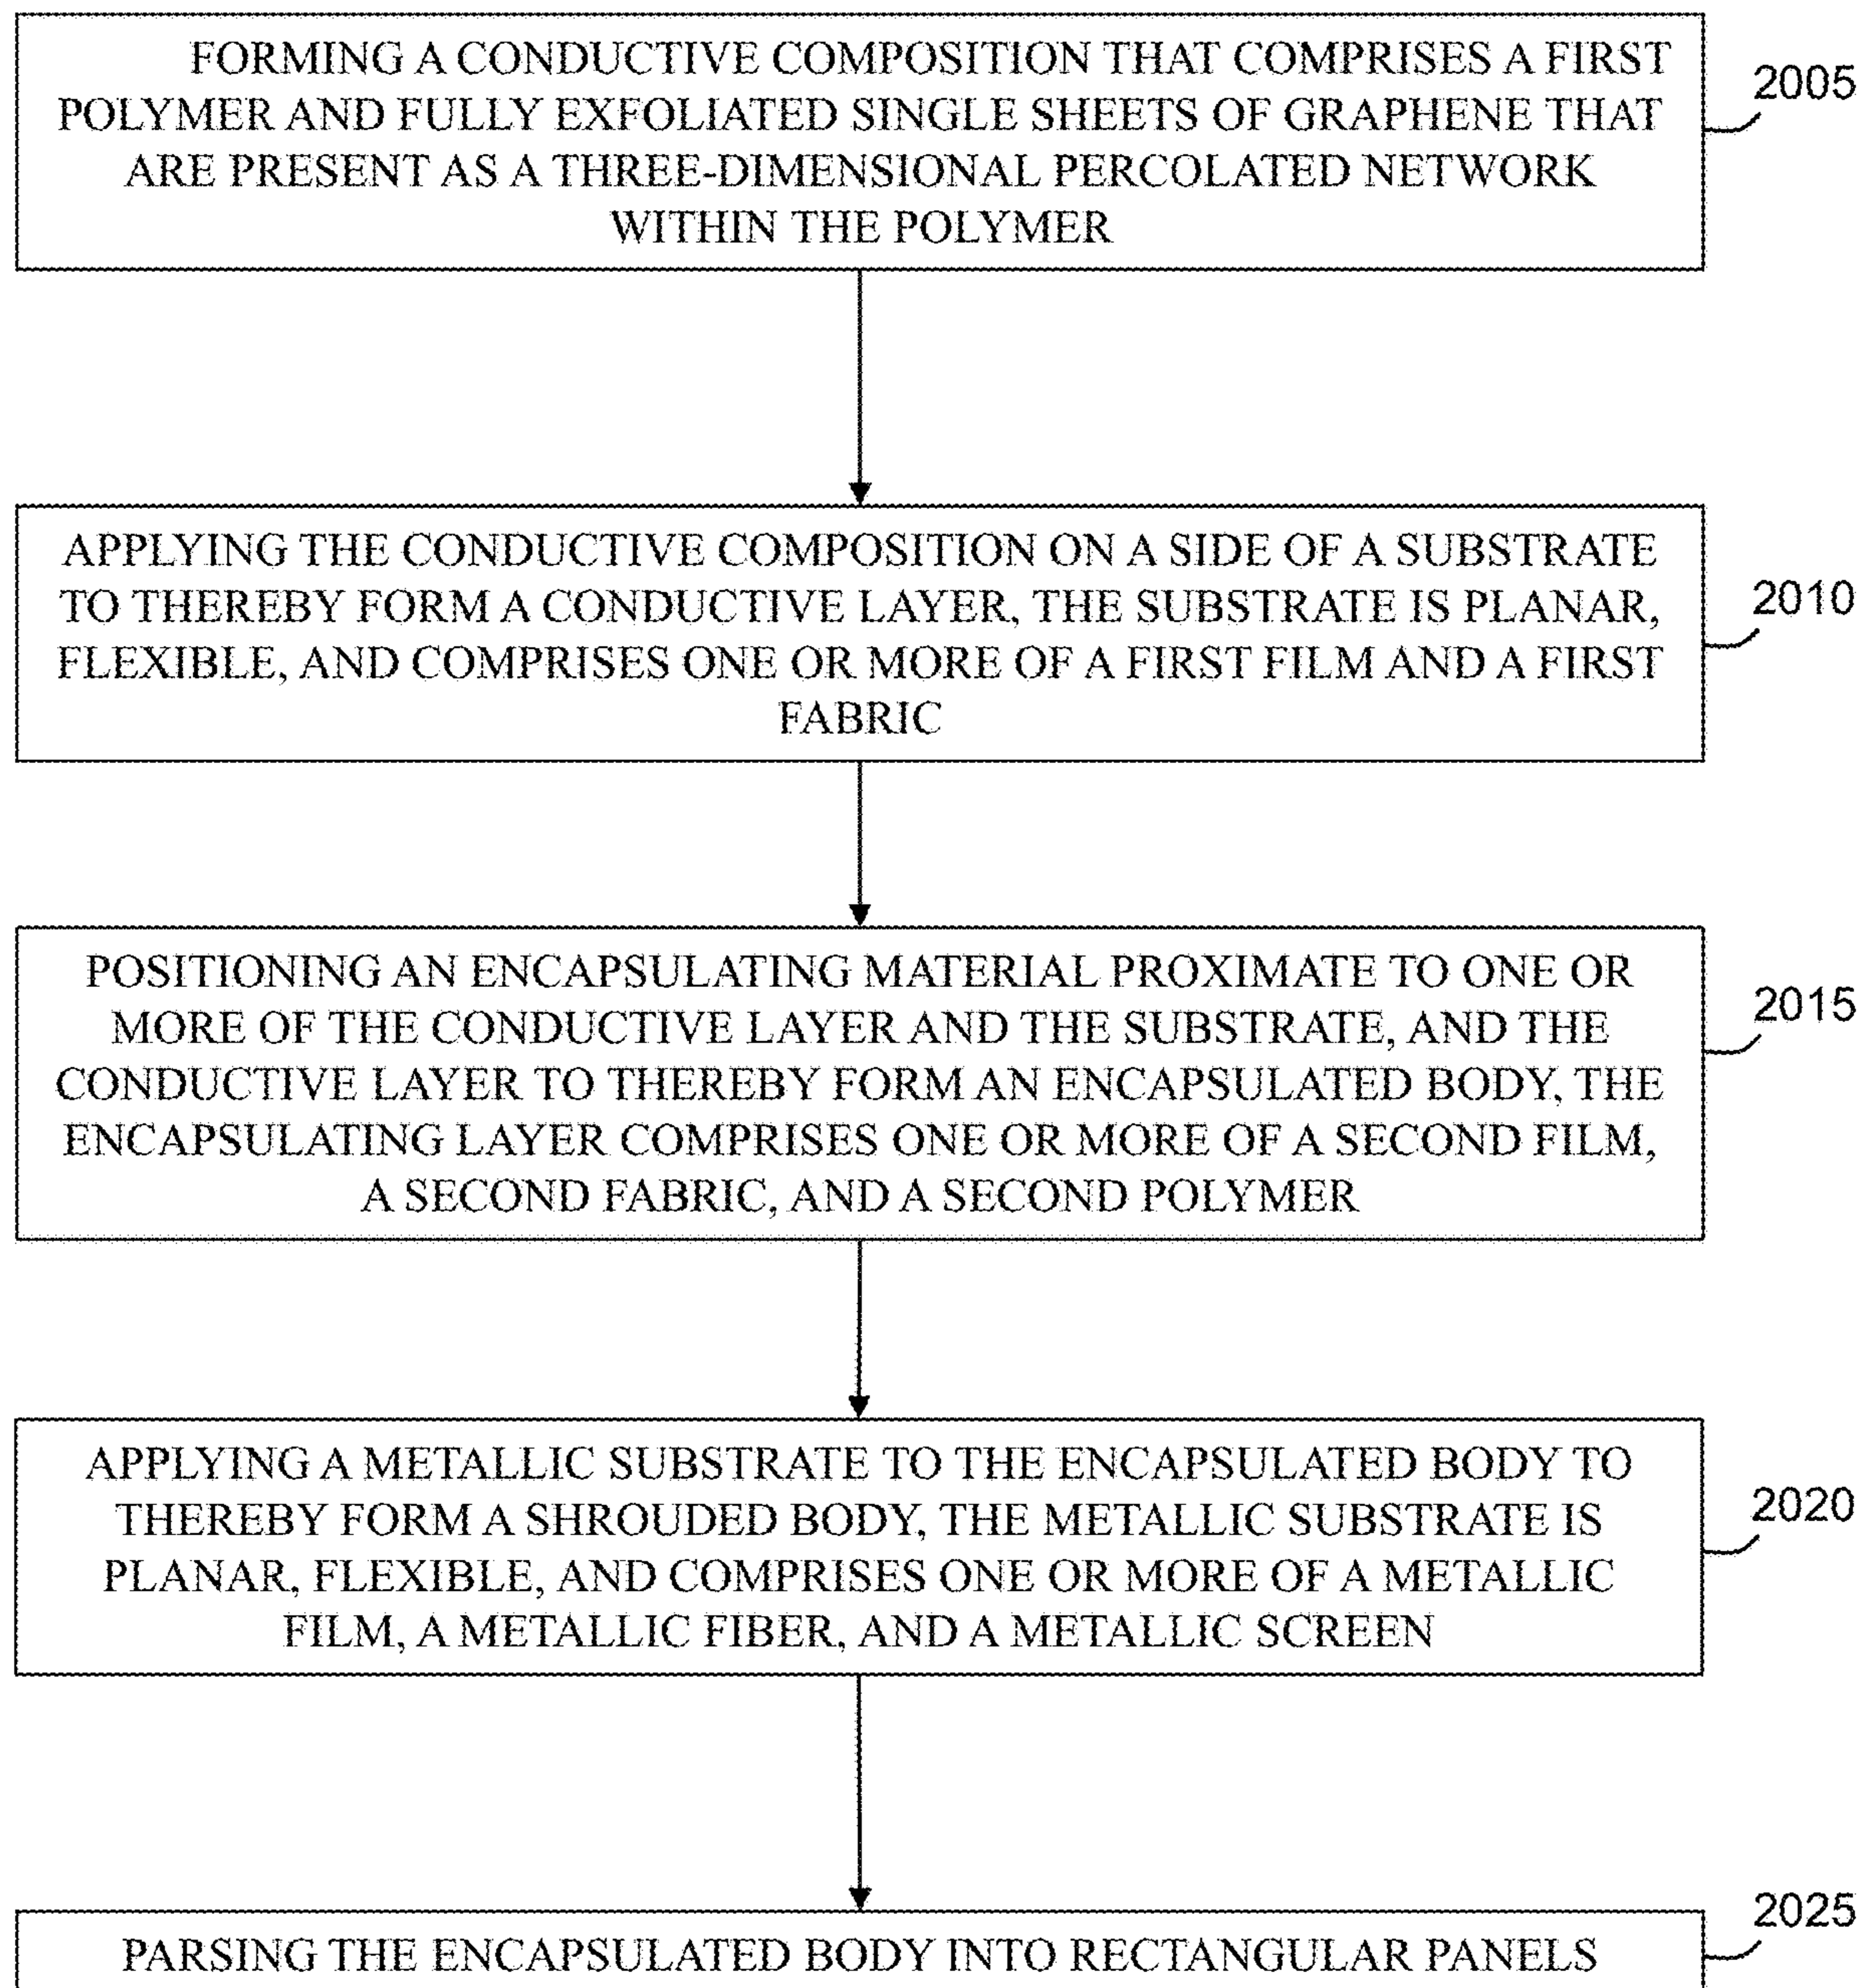 FORMING A CONDUCTIVE COMPOSITION THAT COMPRISES A FIRST
POLYMER AND FULLY EXFOLIATED SINGLE SHEETS OF GRAPHENE THAT
ARE PRESENT AS A THREE-DIMENSIONAL PERCOLATED NETWORK
WITHIN THE POLYMER
2005
APPLYING THE CONDUCTIVE COMPOSITION ON A SIDE OF A SUBSTRATE
TO THEREBY FORM A CONDUCTIVE LAYER, THE SUBSTRATE IS PLANAR,
FLEXIBLE, AND COMPRISES ONE OR MORE OF A FIRST FILM AND A FIRST
FABRIC
2010
POSITIONING AN ENCAPSULATING MATERIAL PROXIMATE TO ONE OR
MORE OF THE CONDUCTIVE LAYER AND THE SUBSTRATE, AND THE
CONDUCTIVE LAYER TO THEREBY FORM AN ENCAPSULATED BODY, THE
ENCAPSULATING LAYER COMPRISES ONE OR MORE OF A SECOND FILM,
A SECOND FABRIC, AND A SECOND POLYMER
2015
APPLYING A METALLIC SUBSTRATE TO THE ENCAPSULATED BODY TO
THEREBY FORM A SHROUDED BODY, THE METALLIC SUBSTRATE IS
PLANAR, FLEXIBLE, AND COMPRISES ONE OR MORE OF A METALLIC
FILM, A METALLIC FIBER, AND A METALLIC SCREEN
2020
PARSING THE ENCAPSULATED BODY INTO RECTANGULAR PANELS
2025